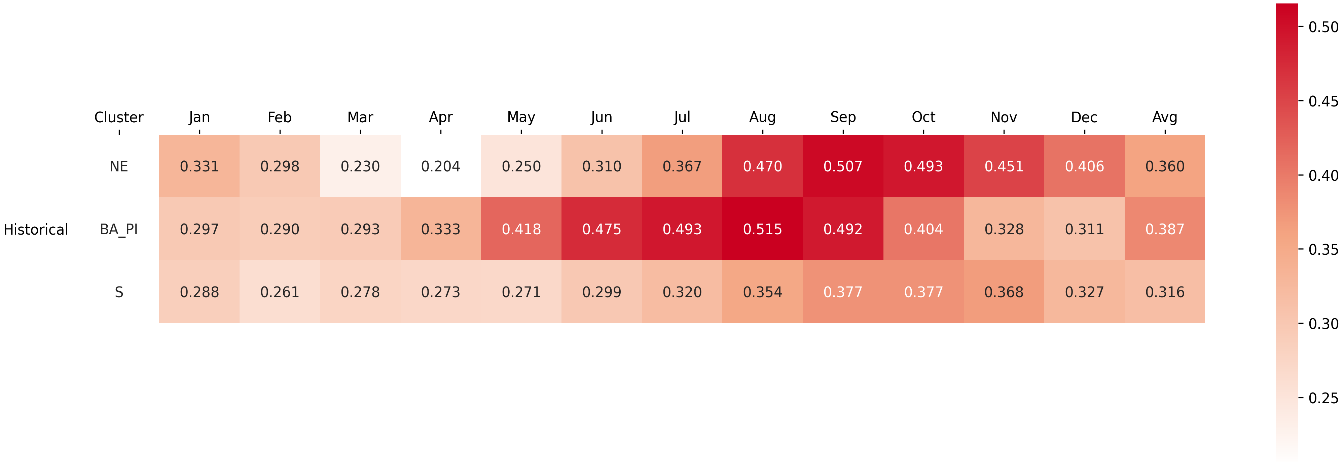 Cluster Jan Feb Mar Apr May Jun Jul Aug Sep Oct Nov Dec Avg
NE 0.331 0.298 0.230 0.204 0.250 0.310 0.367 0.470 0.507 0.493 0.451 0.406 0.360
Historical BA_PI 0.297 0.290 0.293 0.333 0.418 0.475 0.493 0.515 0.492 0.404 0.328 0.311 0.387
S 0.288 0.261 0.278 0.273 0.271 0.299 0.320 0.354 0.377 0.377 0.368 0.327 0.316
0.50
0.45
0.40
0.35
0.30
0.25